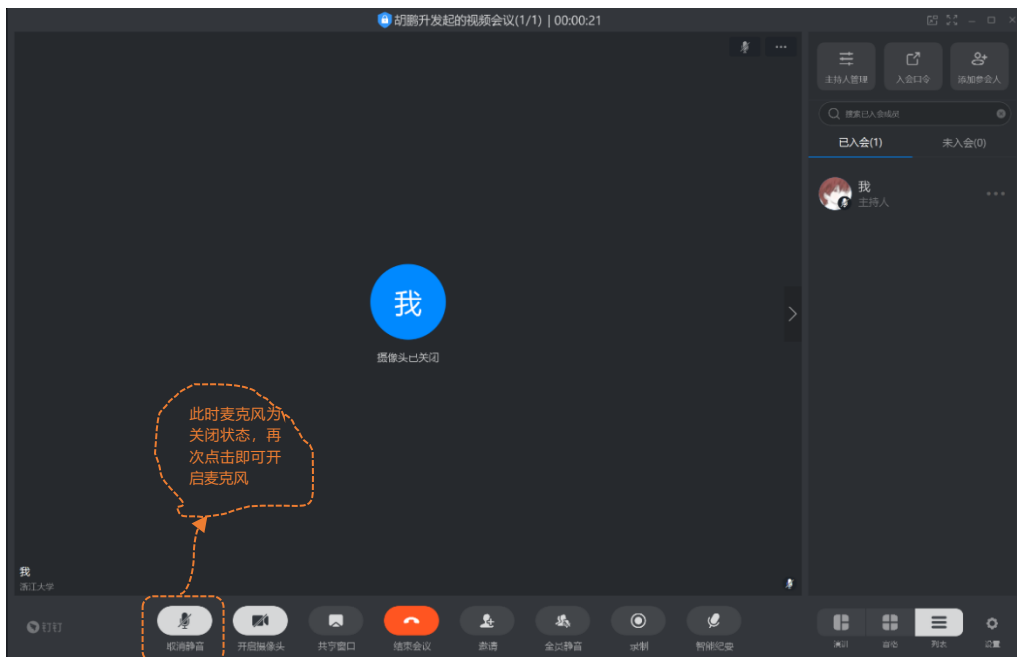 胡鹏升发起的视频会议(1/1) | 00:00:21
主持人管理
入会口令
添加参会人
搜索已入会成员
已入会(1)
未入会(0)
我
主持人
我
摄像头已关闭
此时麦克风为
关闭状态，再
次点击即可开
启麦克风
我
浙江大学
钉钉
取消静音
开启摄像头
共享窗口
结束会议
邀请
全员静音
录制
智能纪要
演讲
宫格
列表
设置